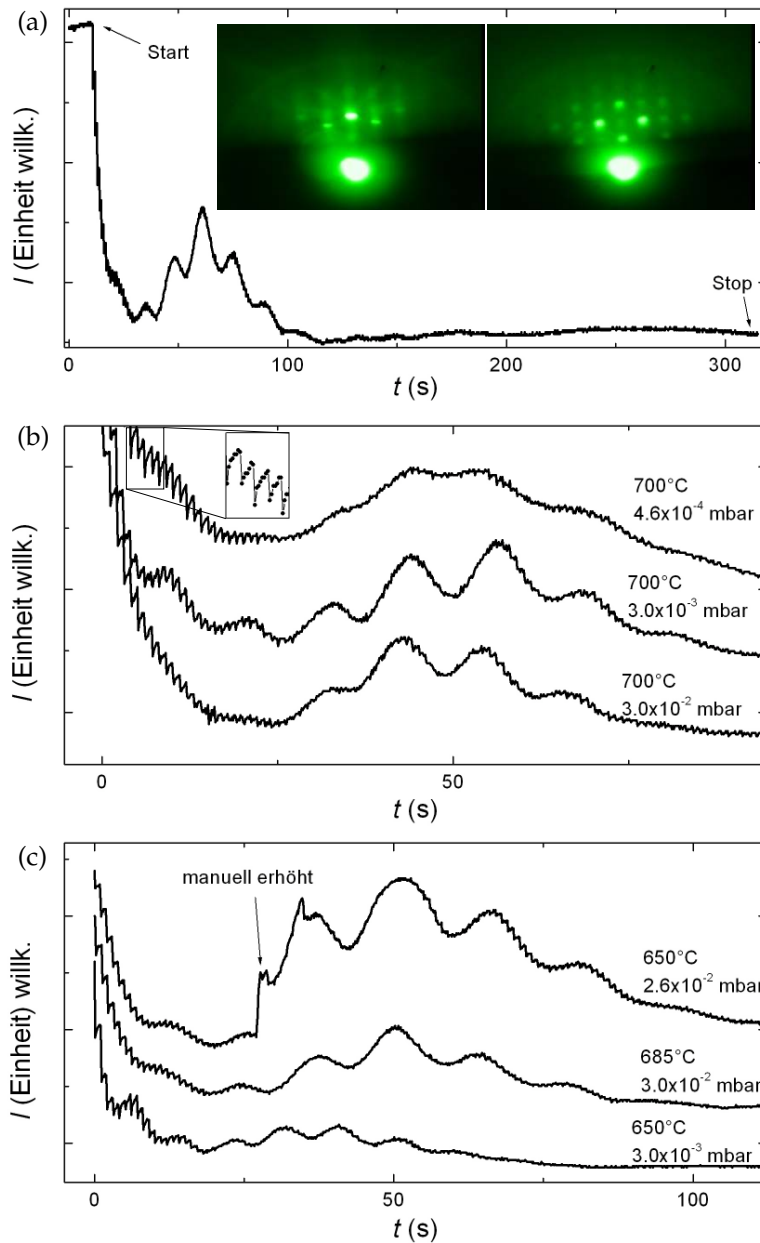 (a)
I (Einheit willk.)
Start
Stop
0 100 200 300
t (s)
(b)
I (Einheit willk.)
700°C
4.6x10⁻⁴ mbar
700°C
3.0x10⁻³ mbar
700°C
3.0x10⁻² mbar
0 50
t (s)
(c)
I (Einheit) willk.
manuell erhöht
650°C
2.6x10⁻² mbar
685°C
3.0x10⁻² mbar
650°C
3.0x10⁻³ mbar
0 50 100
t (s)